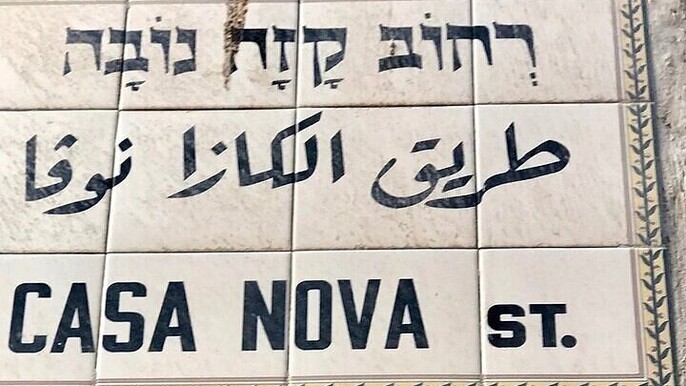 רְחוֹב קָזָה נוֹבָה
طريق الكازا نوفا
CASA NOVA ST.